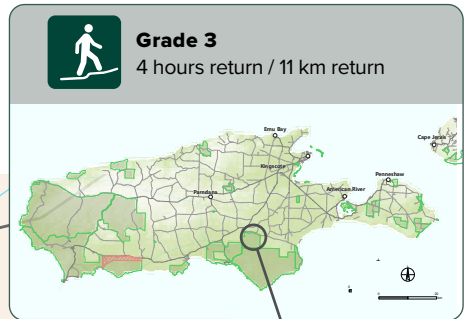 Grade 3
4 hours return / 11 km return
Emu Bay
Cape Jervis
Kingscote
Penneshaw
Parndana
American River